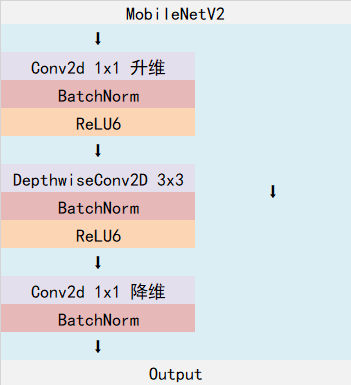 MobileNetV2
Conv2d 1x1 升维
BatchNorm
ReLU6
DepthwiseConv2D 3x3
BatchNorm
ReLU6
Conv2d 1x1 降维
BatchNorm
Output